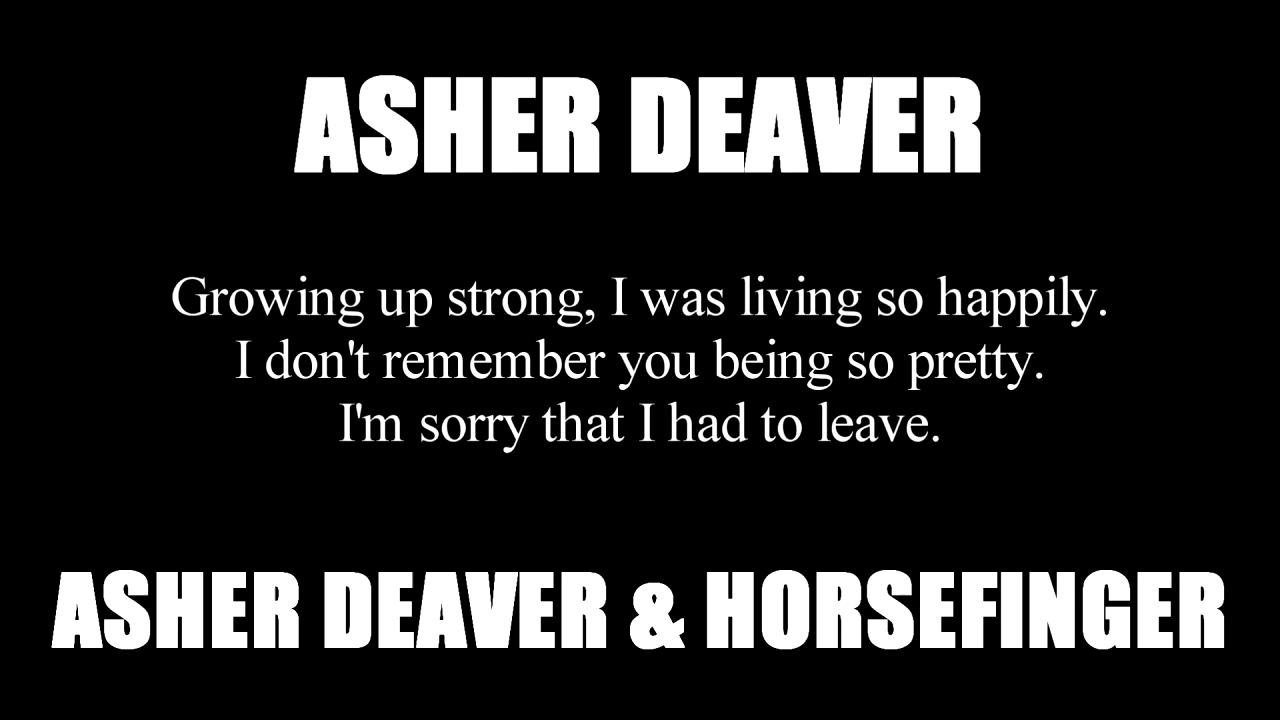 ASHER DEAVER
Growing up strong, I was living so happily.
I don't remember you being so pretty.
I'm sorry that I had to leave.
ASHER DEAVER & HORSEFINGER